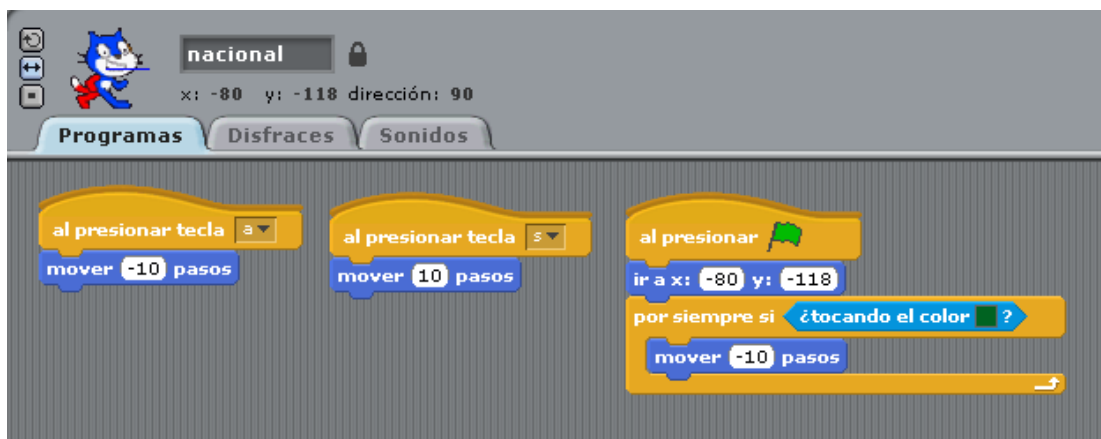 nacional
x: -80 y: -118 dirección: 90
Programas Disfraces Sonidos
al presionar tecla a
mover -10 pasos
al presionar tecla s
mover 10 pasos
al presionar
ir a x: -80 y: -118
por siempre si ¿tocando el color ?
mover -10 pasos